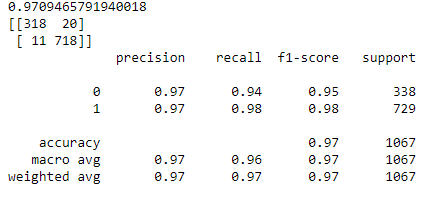 0.9709465791940018
[[318  20]
 [ 11 718]]
              precision    recall  f1-score   support

           0       0.97      0.94      0.95       338
           1       0.97      0.98      0.98       729

    accuracy                           0.97      1067
   macro avg       0.97      0.96      0.97      1067
weighted avg       0.97      0.97      0.97      1067